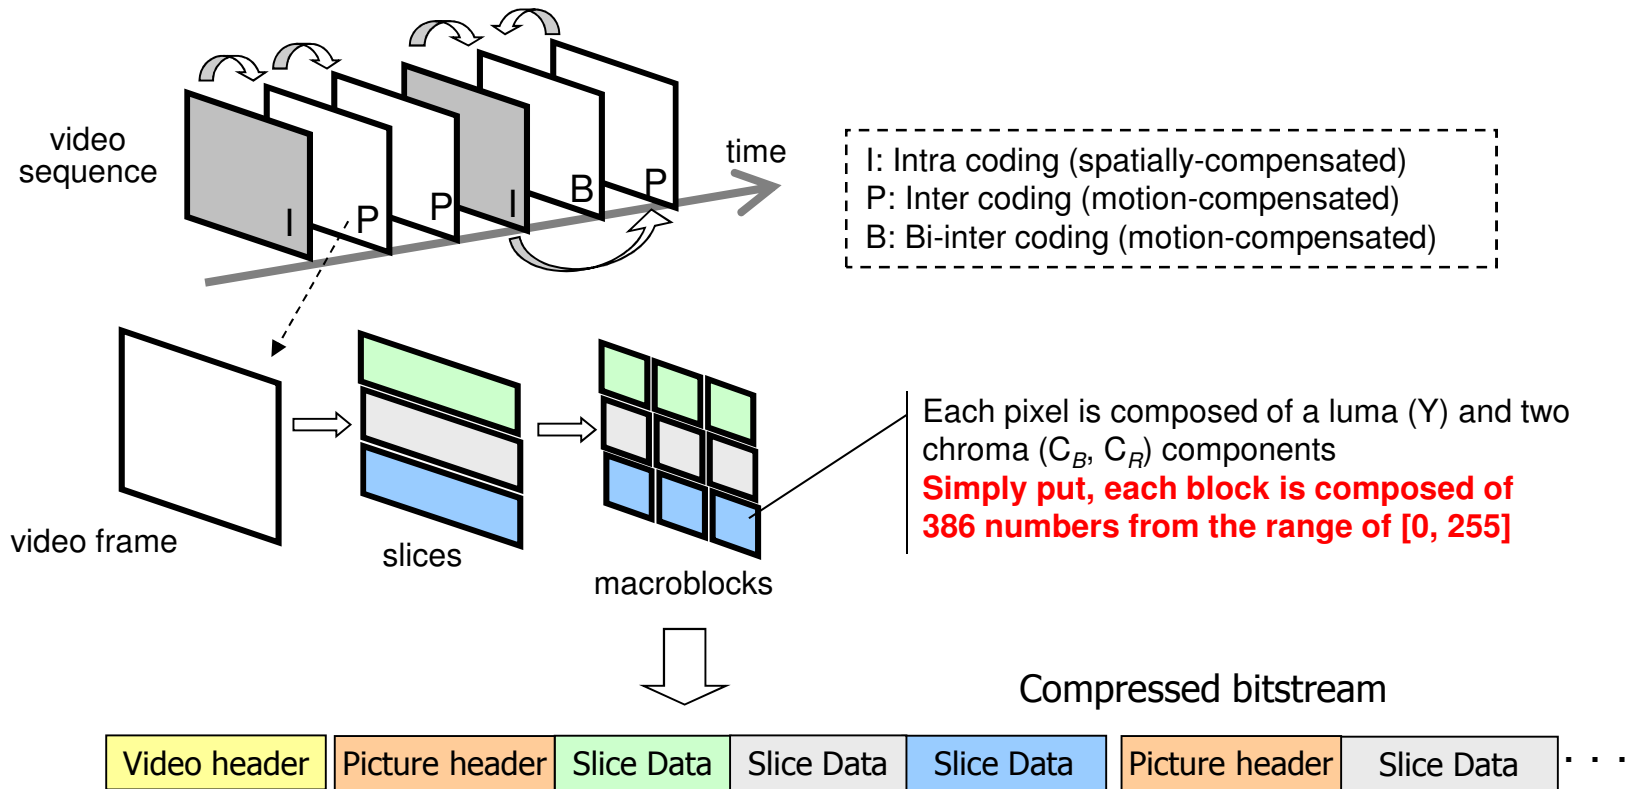 video
sequence
I
P
P
I
B
P
time
I: Intra coding (spatially-compensated)
P: Inter coding (motion-compensated)
B: Bi-inter coding (motion-compensated)
video frame
slices
macroblocks
Each pixel is composed of a luma (Y) and two
chroma (C_B, C_R) components
Simply put, each block is composed of
386 numbers from the range of [0, 255]
Compressed bitstream
Video header
Picture header
Slice Data
Slice Data
Slice Data
Picture header
Slice Data
. . .